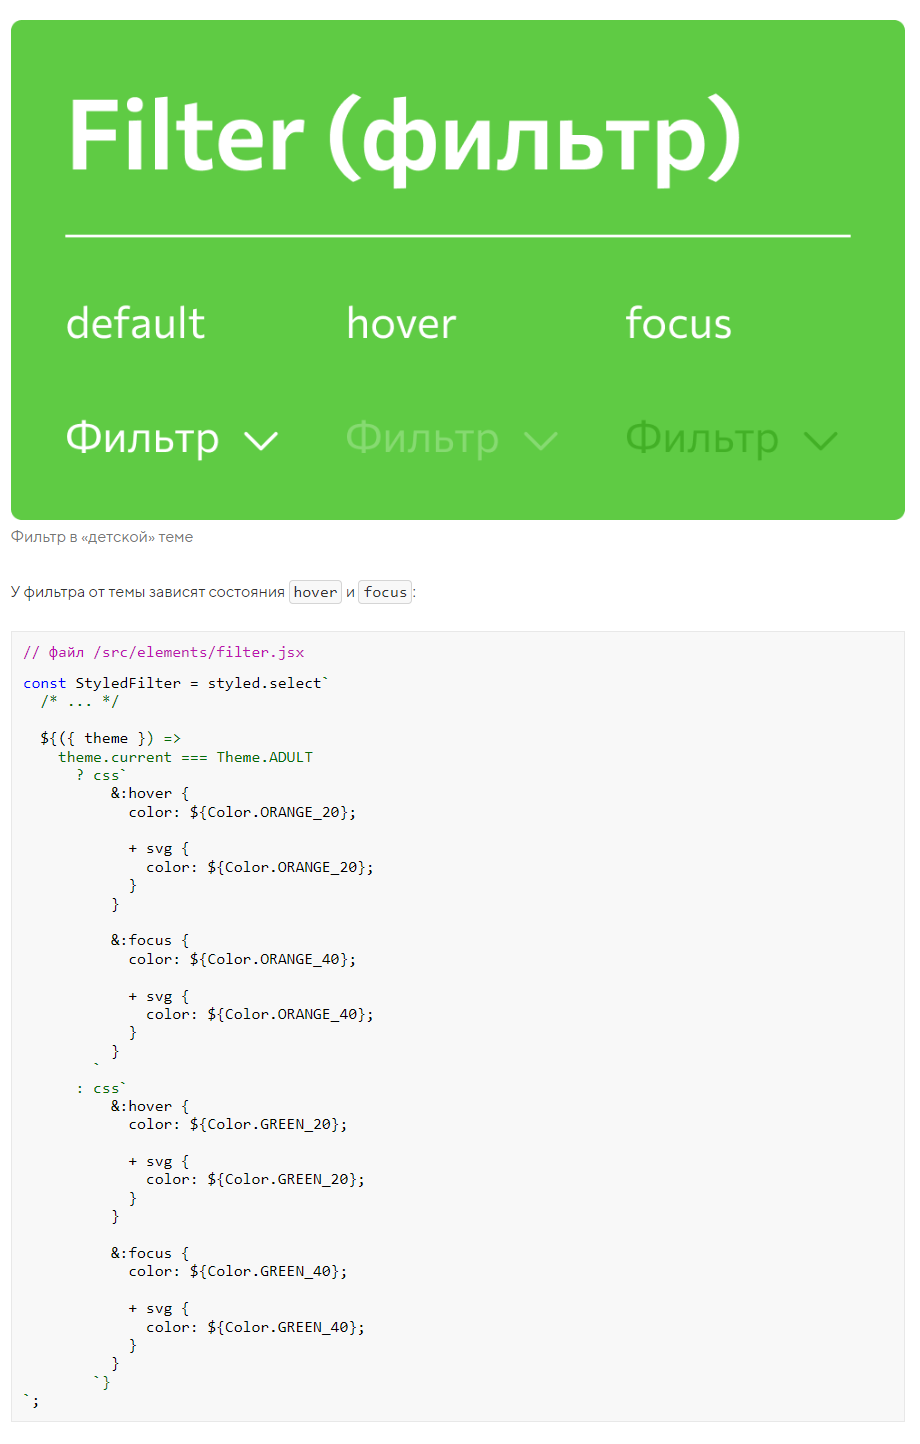 Filter (фильтр)
default hover focus
Фильтр Фильтр Фильтр
Фильтр в «детской» теме
У фильтра от темы зависят состояния hover и focus:
// файл /src/elements/filter.jsx
const StyledFilter = styled.select`
  /* ... */
  ${({ theme }) =>
    theme.current === Theme.ADULT
      ? css`
          &:hover {
            color: ${Color.ORANGE_20};
            + svg {
              color: ${Color.ORANGE_20};
            }
          }
          &:focus {
            color: ${Color.ORANGE_40};
            + svg {
              color: ${Color.ORANGE_40};
            }
          }
        `
      : css`
          &:hover {
            color: ${Color.GREEN_20};
            + svg {
              color: ${Color.GREEN_20};
            }
          }
          &:focus {
            color: ${Color.GREEN_40};
            + svg {
              color: ${Color.GREEN_40};
            }
          }
        `}
`;